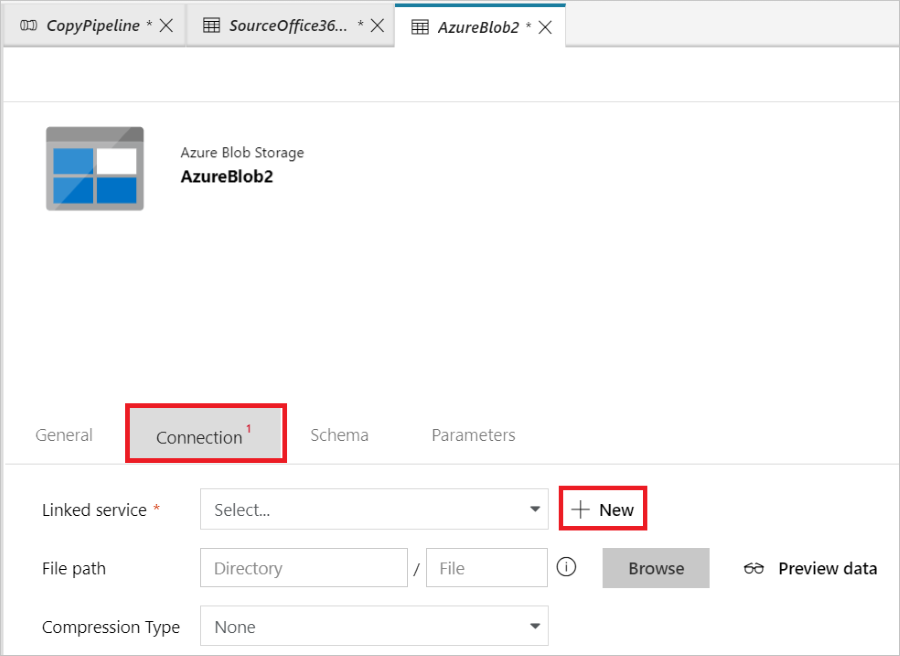 CopyPipeline * SourceOffice36... * AzureBlob2 *
Azure Blob Storage
AzureBlob2
General Connection 1 Schema Parameters
Linked service * Select... + New
File path Directory / File Browse Preview data
Compression Type None